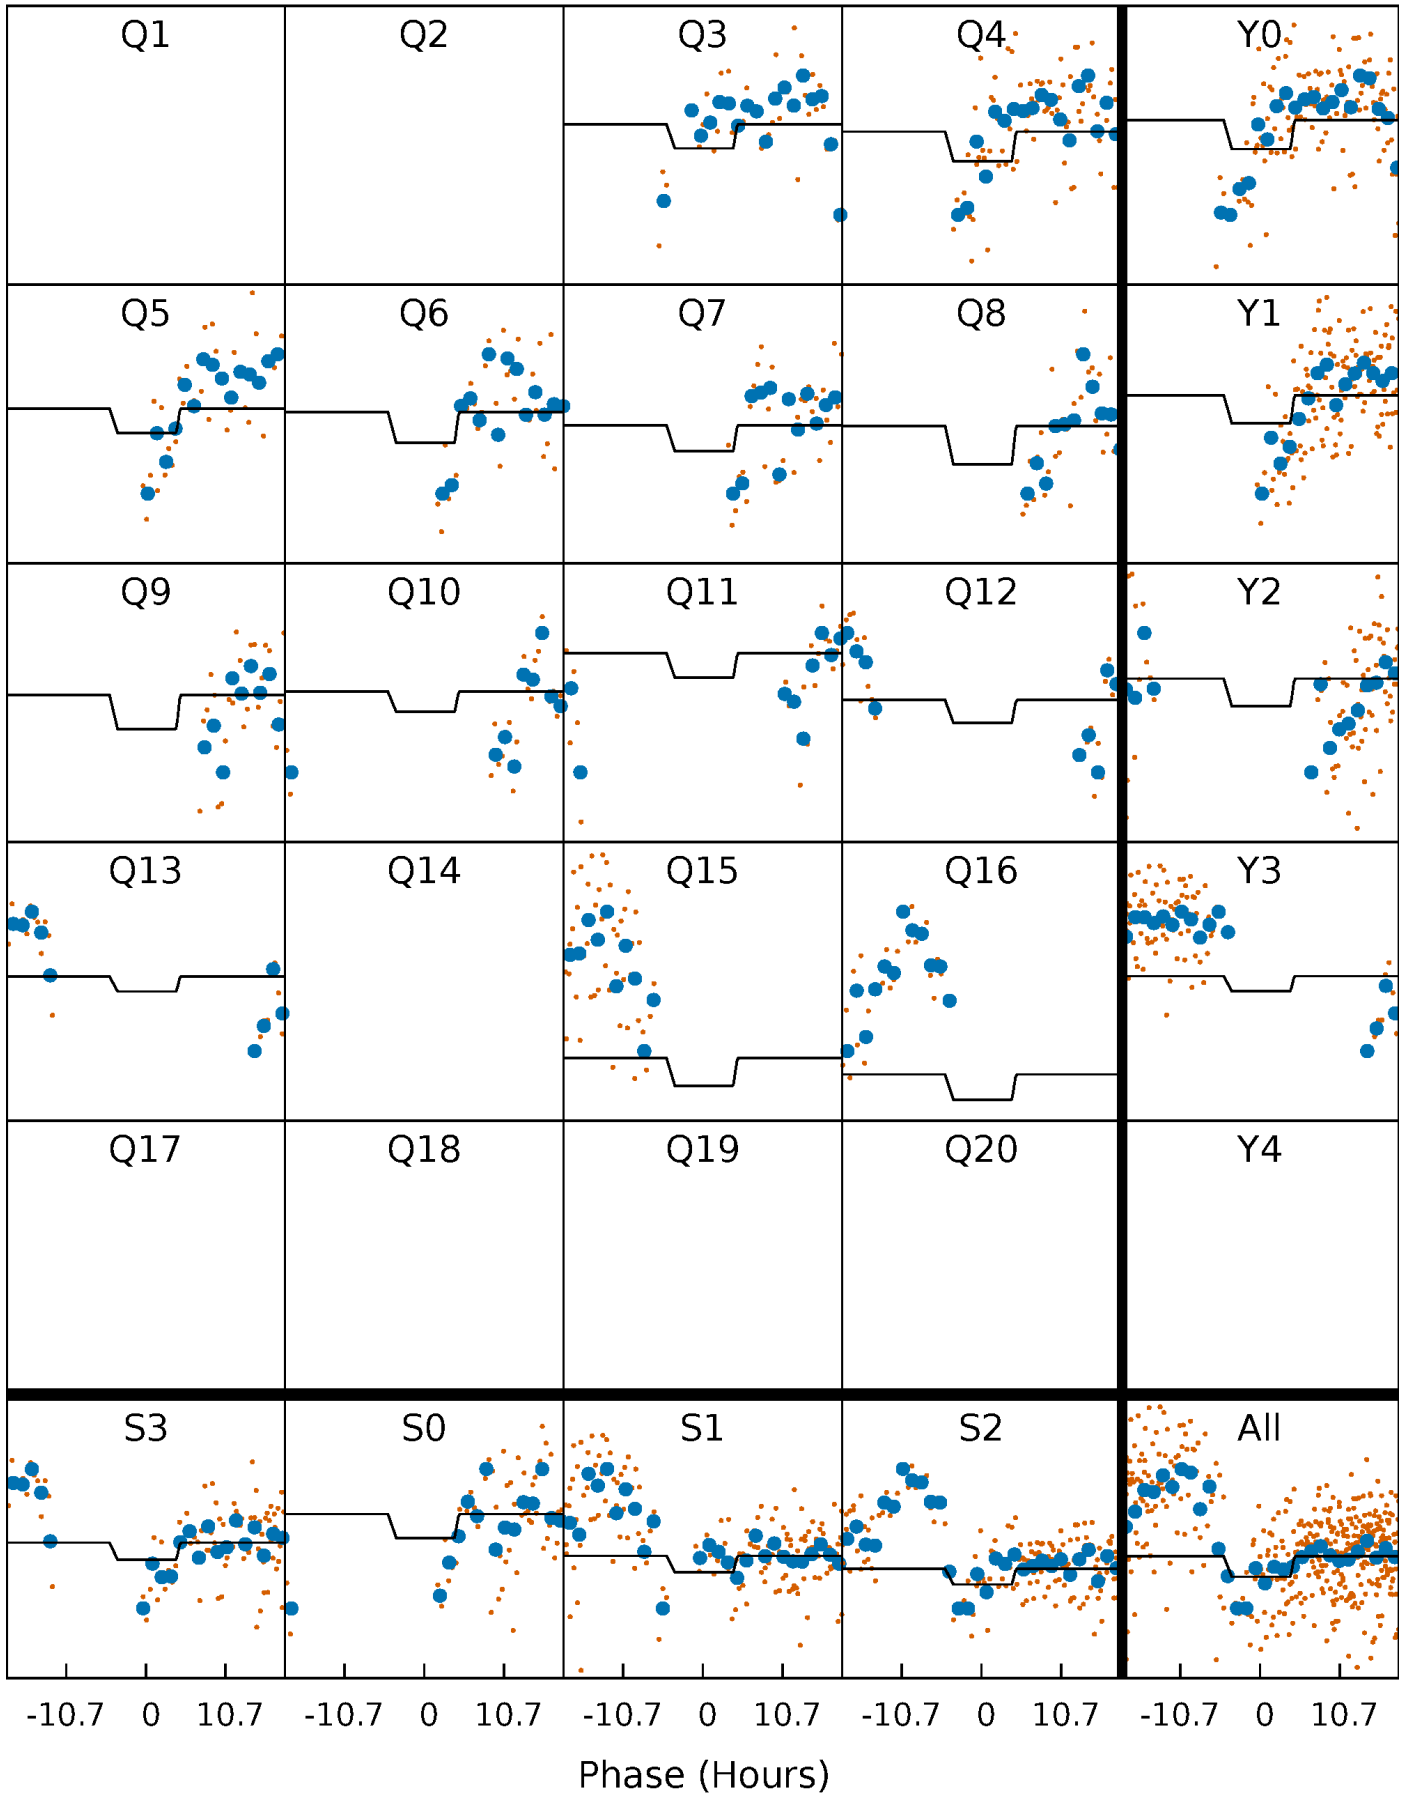 Q1 Q2 Q3 Q4 Y0
Q5 Q6 Q7 Q8 Y1
Q9 Q10 Q11 Q12 Y2
Q13 Q14 Q15 Q16 Y3
Q17 Q18 Q19 Q20 Y4
S3 S0 S1 S2 All
-10.7 0 10.7 -10.7 0 10.7 -10.7 0 10.7 -10.7 0 10.7 -10.7 0 10.7
Phase (Hours)